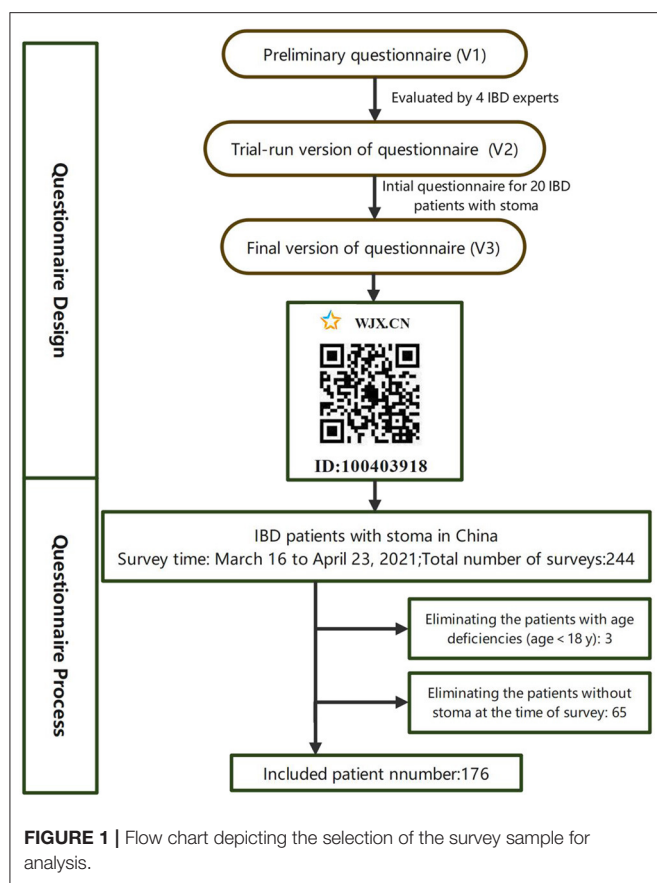 Preliminary questionnaire (V1)
Evaluated by 4 IBD experts
Trial-run version of questionnaire (V2)
Intial questionnaire for 20 IBD
patients with stoma
Final version of questionnaire (V3)
Questionnaire Design
WJX.CN
ID:100403918
IBD patients with stoma in China
Survey time: March 16 to April 23, 2021;Total number of surveys:244
Questionnaire Process
Eliminating the patients with age
deficiencies (age < 18 y): 3
Eliminating the patients without
stoma at the time of survey: 65
Included patient nnumber:176
FIGURE 1 | Flow chart depicting the selection of the survey sample for
analysis.